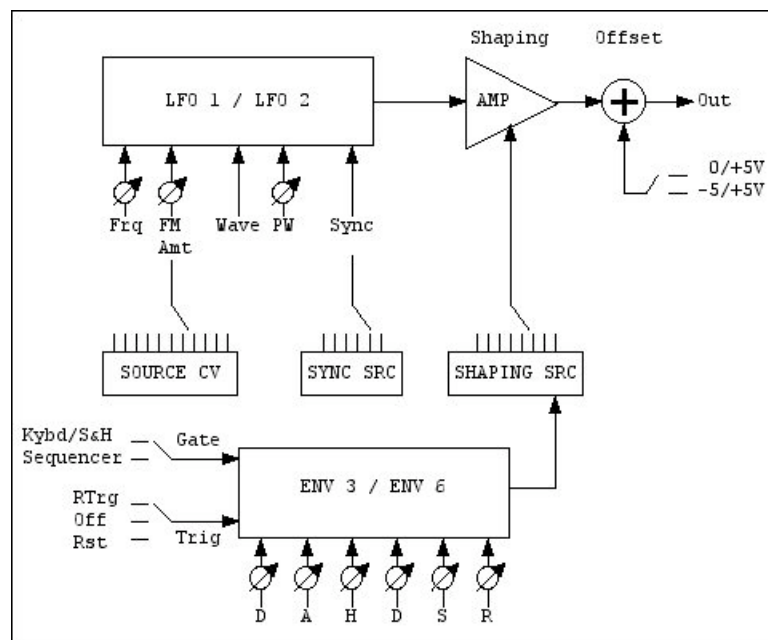 Shaping Offset
LFO 1 / LFO 2
AMP
+
Out
0/+5V
-5/+5V
Frq FM Wave PW Sync
Amt
SOURCE CV SYNC SRC SHAPING SRC
Kybd/S&H Gate
Sequencer
ENV 3 / ENV 6
RTrg
Off
Rst Trig
D A H D S R